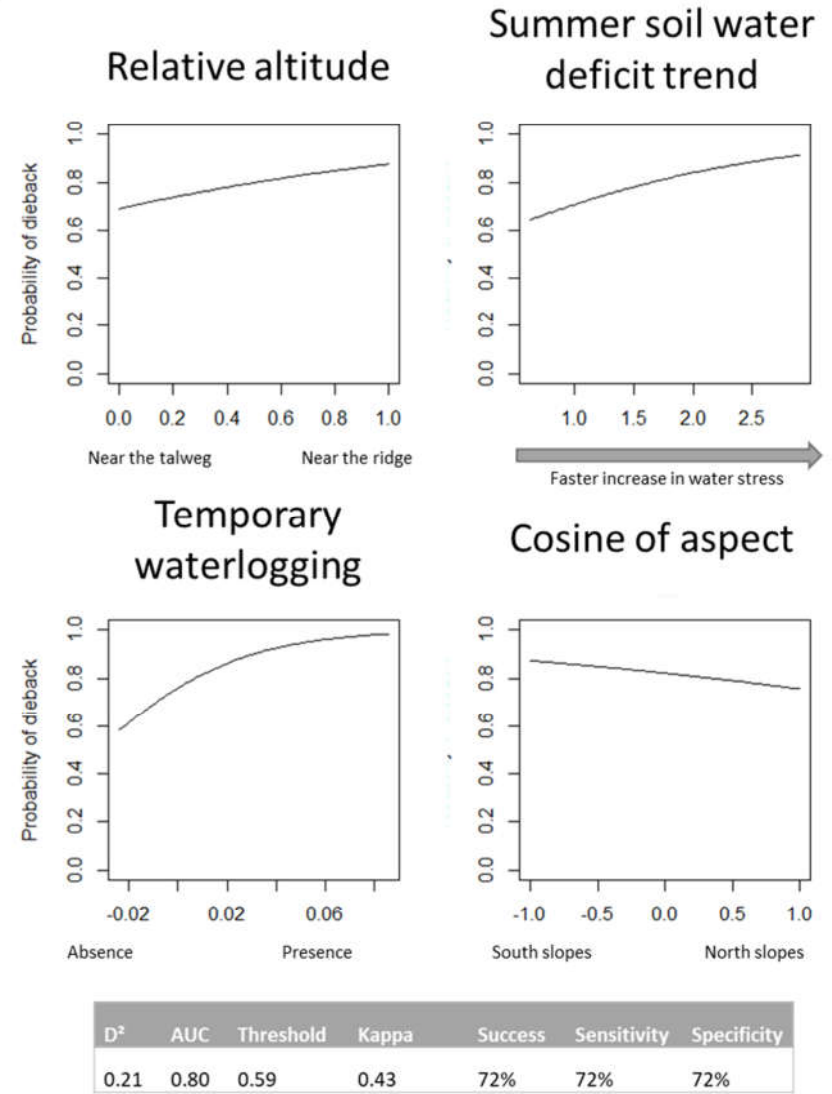 Relative altitude
Summer soil water
deficit trend
Probability of dieback
0.0 0.2 0.4 0.6 0.8 1.0
0.0 0.2 0.4 0.6 0.8 1.0
Near the talweg Near the ridge
0.0 0.2 0.4 0.6 0.8 1.0
1.0 1.5 2.0 2.5
Faster increase in water stress
Temporary
waterlogging
Cosine of aspect
Probability of dieback
0.0 0.2 0.4 0.6 0.8 1.0
-0.02 0.02 0.06
Absence Presence
0.0 0.2 0.4 0.6 0.8 1.0
-1.0 -0.5 0.0 0.5 1.0
South slopes North slopes
D² AUC Threshold Kappa Success Sensitivity Specificity
0.21 0.80 0.59 0.43 72% 72% 72%